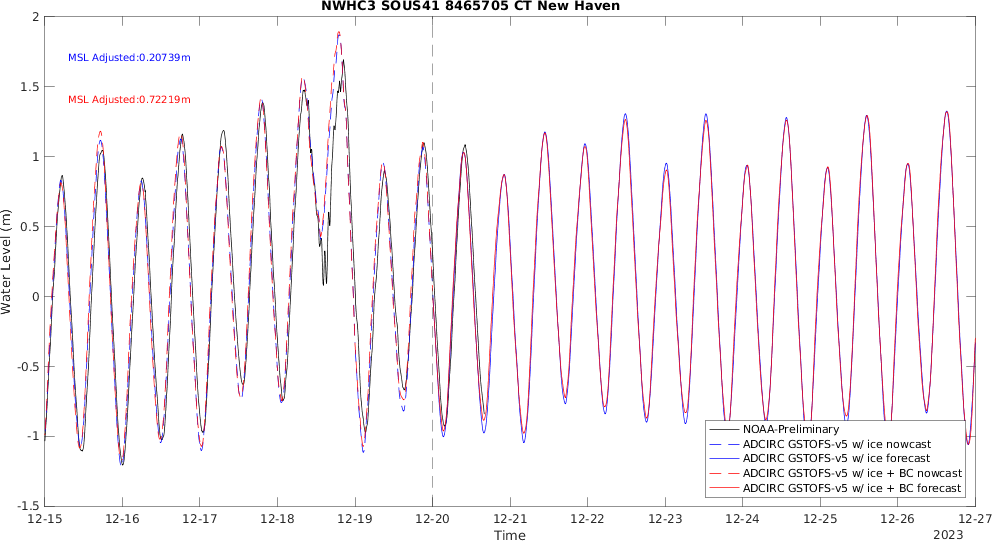 NWHC3 SOUS41 8465705 CT New Haven
2
1.5
1
0.5
0
-0.5
-1
-1.5
Water Level (m)
MSL Adjusted:0.20739m
MSL Adjusted:0.72219m
NOAA-Preliminary
ADCIRC GSTOFS-v5 w/ ice nowcast
ADCIRC GSTOFS-v5 w/ ice forecast
ADCIRC GSTOFS-v5 w/ ice + BC nowcast
ADCIRC GSTOFS-v5 w/ ice + BC forecast
12-15 12-16 12-17 12-18 12-19 12-20 12-21 12-22 12-23 12-24 12-25 12-26 12-27
Time
2023